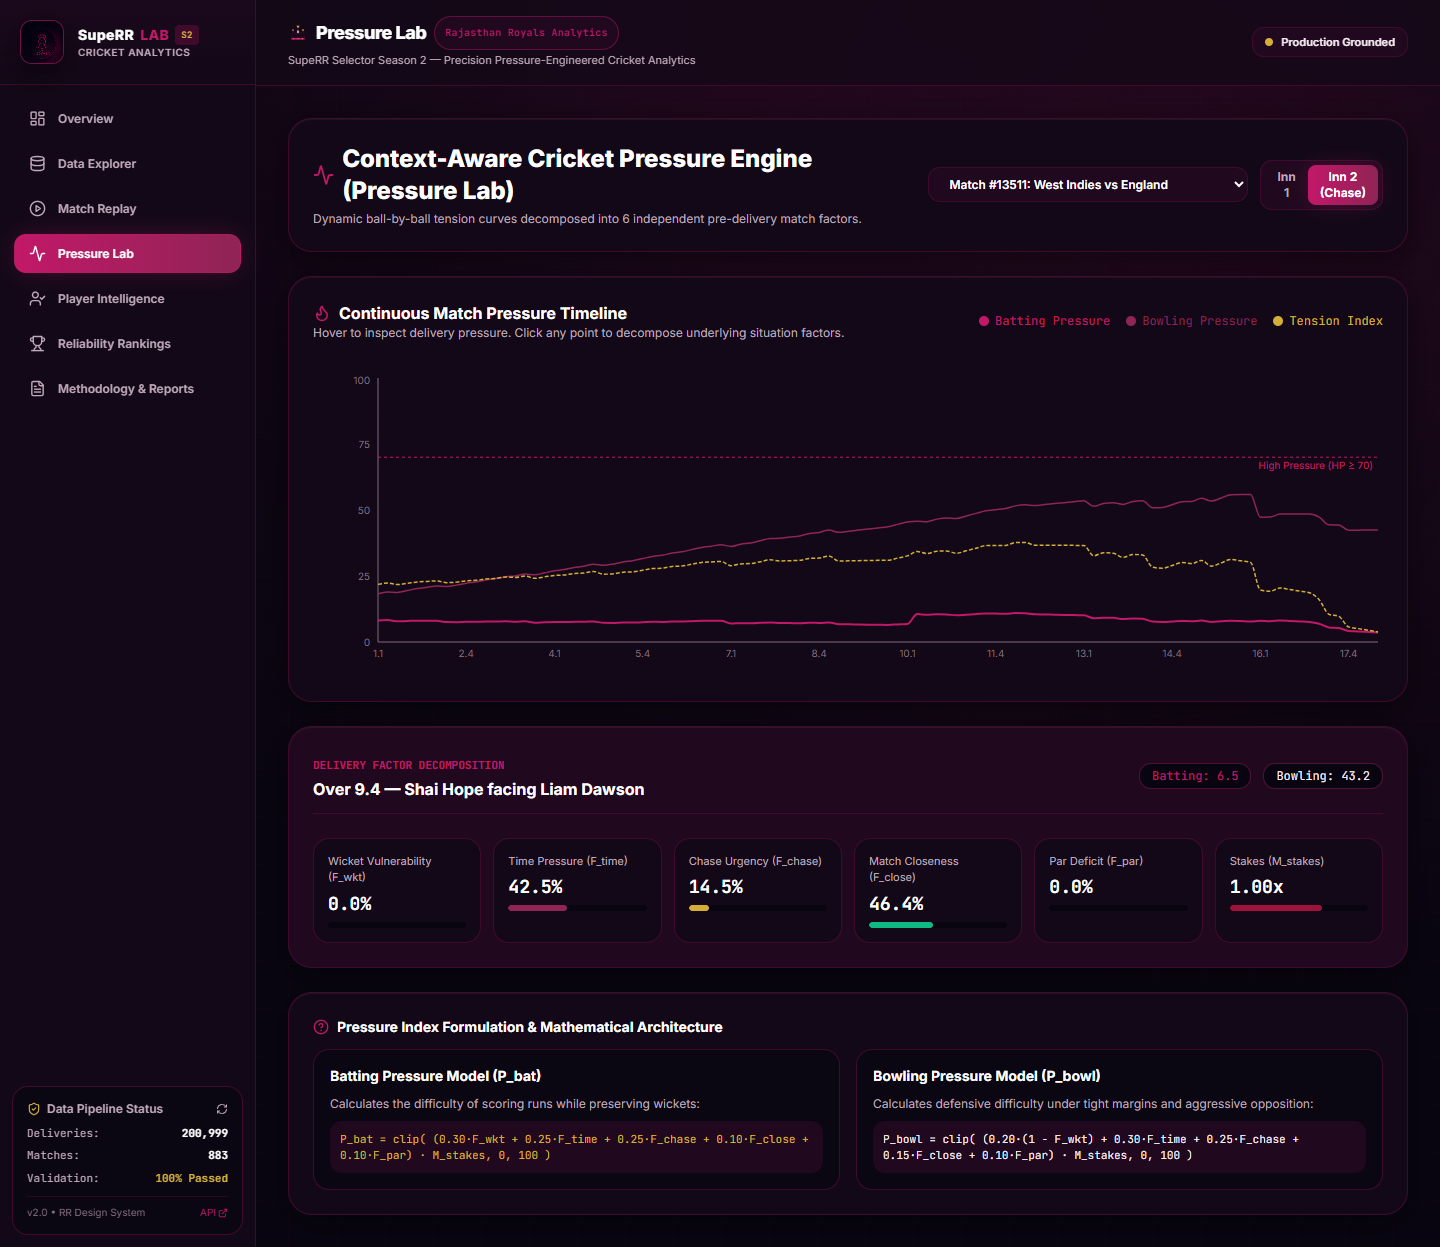 SupeRR LAB S2
CRICKET ANALYTICS
Overview
Data Explorer
Match Replay
Pressure Lab
Player Intelligence
Reliability Rankings
Methodology & Reports
Data Pipeline Status
Deliveries: 200,999
Matches: 883
Validation: 100% Passed
v2.0 • RR Design System API
Pressure Lab Rajasthan Royals Analytics
SupeRR Selector Season 2 — Precision Pressure-Engineered Cricket Analytics
Production Grounded
Context-Aware Cricket Pressure Engine
(Pressure Lab)
Dynamic ball-by-ball tension curves decomposed into 6 independent pre-delivery match factors.
Match #13511: West Indies vs England
Inn
1
Inn 2
(Chase)
Continuous Match Pressure Timeline
Hover to inspect delivery pressure. Click any point to decompose underlying situation factors.
Batting Pressure Bowling Pressure Tension Index
100
75
50
25
0
High Pressure (HP ≥ 70)
1.1 2.4 4.1 5.4 7.1 8.4 10.1 11.4 13.1 14.4 16.1 17.4
DELIVERY FACTOR DECOMPOSITION
Over 9.4 — Shai Hope facing Liam Dawson
Batting: 6.5 Bowling: 43.2
Wicket Vulnerability
(F_wkt)
0.0%
Time Pressure (F_time)
42.5%
Chase Urgency (F_chase)
14.5%
Match Closeness
(F_close)
46.4%
Par Deficit (F_par)
0.0%
Stakes (M_stakes)
1.00x
Pressure Index Formulation & Mathematical Architecture
Batting Pressure Model (P_bat)
Calculates the difficulty of scoring runs while preserving wickets:
P_bat = clip( (0.30·F_wkt + 0.25·F_time + 0.25·F_chase + 0.10·F_close +
0.10·F_par) · M_stakes, 0, 100 )
Bowling Pressure Model (P_bowl)
Calculates defensive difficulty under tight margins and aggressive opposition:
P_bowl = clip( (0.20·(1 - F_wkt) + 0.30·F_time + 0.25·F_chase +
0.15·F_close + 0.10·F_par) · M_stakes, 0, 100 )